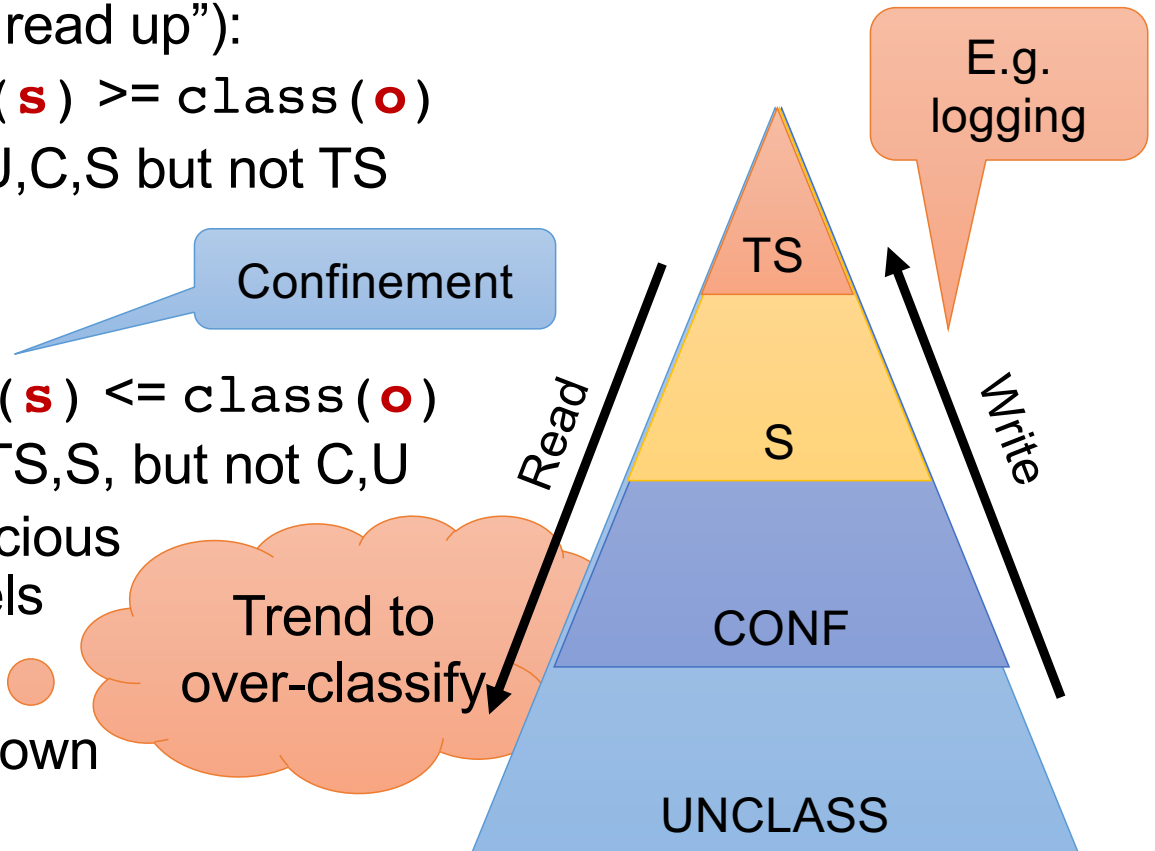 read up”):
(s) >= class(o)
U,C,S but not TS
Confinement
(s) <= class(o)
TS,S, but not C,U
cious
els
Trend to
over-classify
own
E.g.
logging
TS
S
CONF
UNCLASS
Read
Write